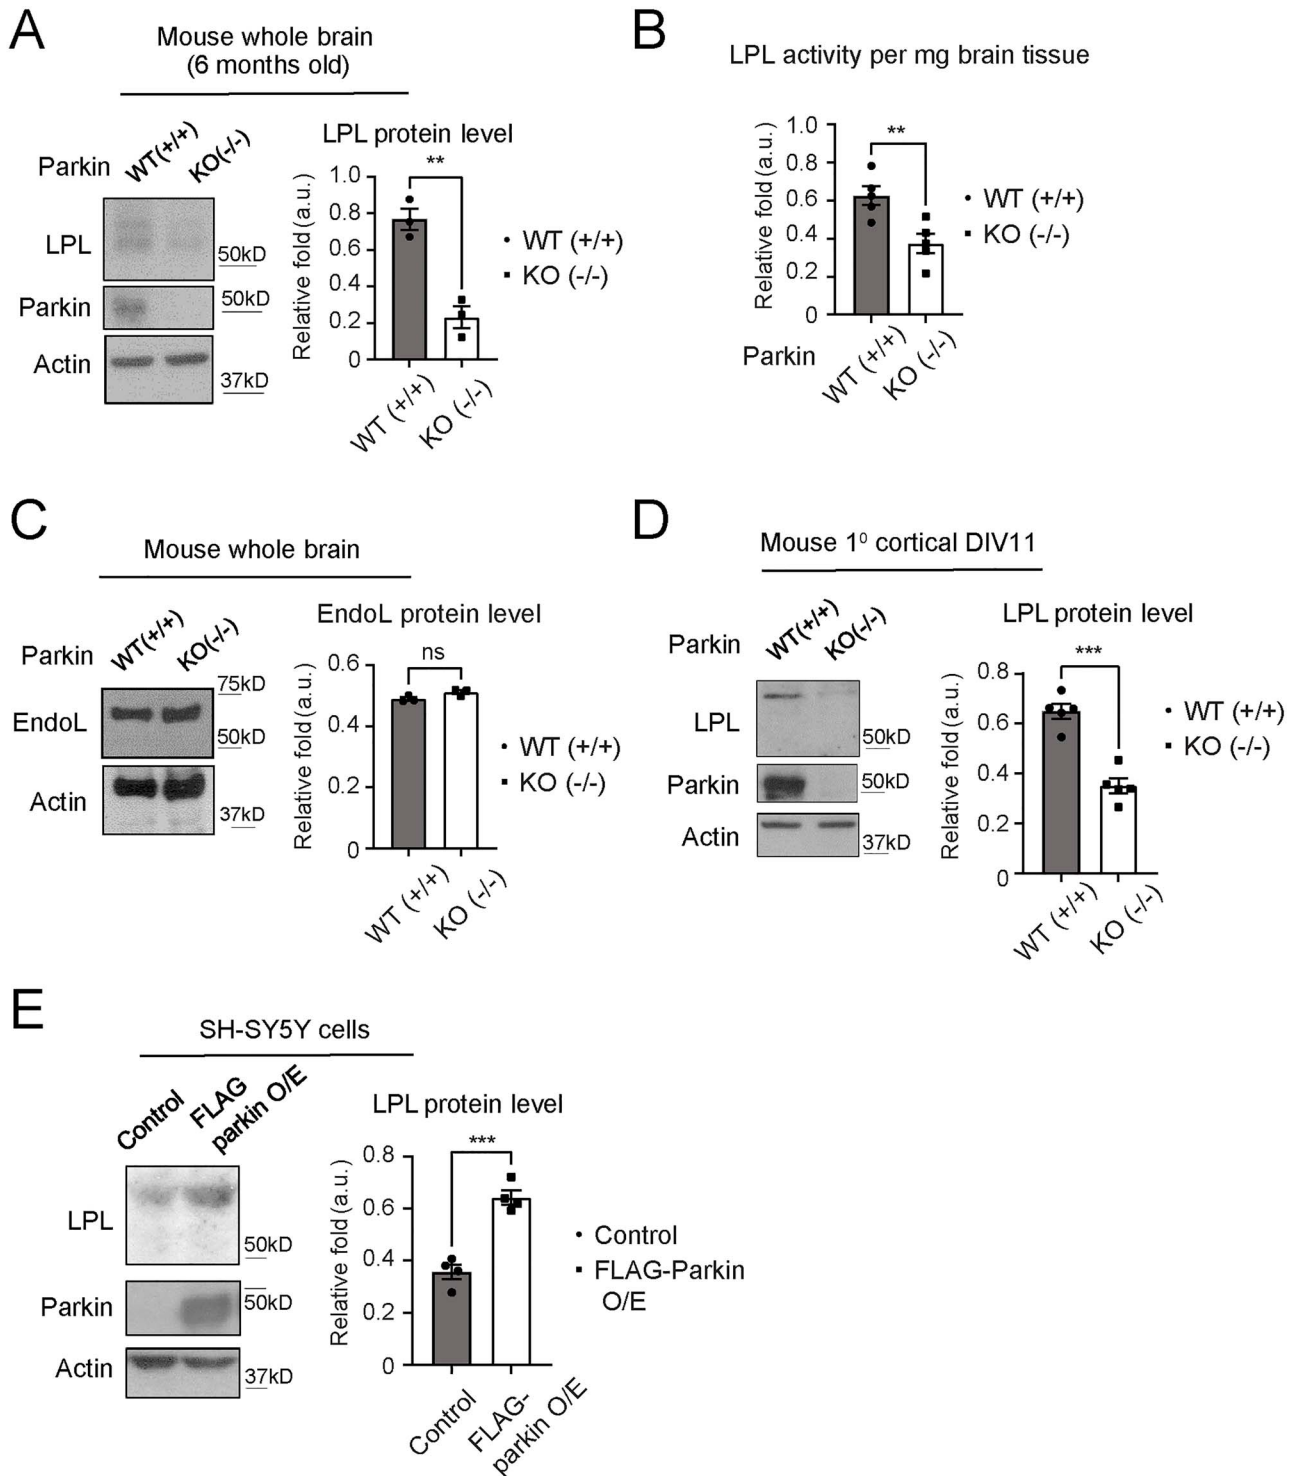 A
Mouse whole brain
(6 months old)
Parkin
WT(+/+)
KO(-/-)
LPL
50kD
Parkin
50kD
Actin
37kD
LPL protein level
Relative fold (a.u.)
1.0
0.8
0.6
0.4
0.2
0
**
WT (+/+)
KO (-/-)
WT (+/+)
KO (-/-)
B
LPL activity per mg brain tissue
Relative fold (a.u.)
1.0
0.8
0.6
0.4
0.2
0
**
WT (+/+)
KO (-/-)
Parkin
WT (+/+)
KO (-/-)
C
Mouse whole brain
Parkin
WT(+/+)
KO(-/-)
75kD
EndoL
50kD
Actin
37kD
EndoL protein level
Relative fold (a.u.)
0.6
0.4
0.2
0
ns
WT (+/+)
KO (-/-)
WT (+/+)
KO (-/-)
D
Mouse 1⁰ cortical DIV11
Parkin
WT(+/+)
KO(-/-)
LPL
50kD
Parkin
50kD
Actin
37kD
LPL protein level
Relative fold (a.u.)
0.8
0.6
0.4
0.2
0
***
WT (+/+)
KO (-/-)
WT (+/+)
KO (-/-)
E
SH-SY5Y cells
Control
FLAG
parkin O/E
LPL
50kD
Parkin
50kD
Actin
37kD
LPL protein level
Relative fold (a.u.)
0.8
0.6
0.4
0.2
0
***
Control
FLAG-Parkin
O/E
Control
FLAG-
parkin O/E